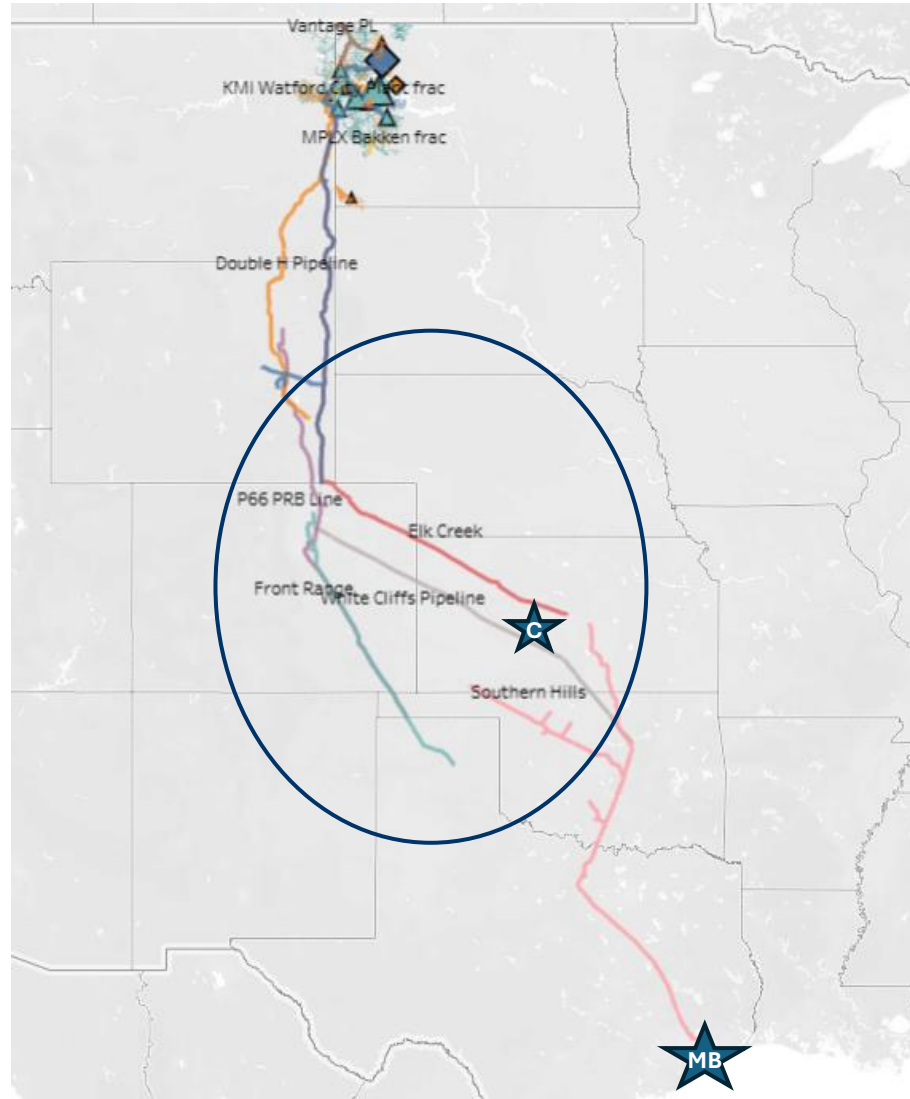 Vantage PL
KMI Watford City Plant frac
MPLX Bakken frac
Double H Pipeline
P66 PRB Line
Elk Creek
Front Range
White Cliffs Pipeline
C
Southern Hills
MB